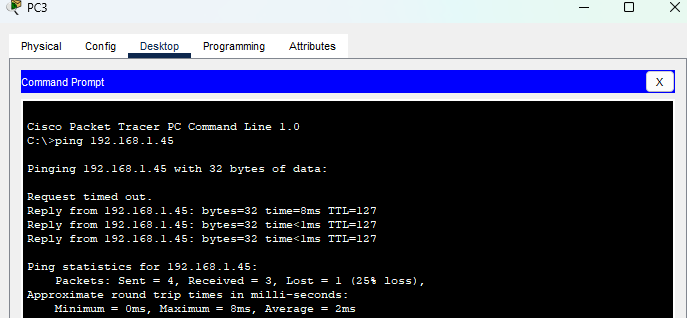 PC3
Physical Config Desktop Programming Attributes
Command Prompt X
Cisco Packet Tracer PC Command Line 1.0
C:\>ping 192.168.1.45
Pinging 192.168.1.45 with 32 bytes of data:
Request timed out.
Reply from 192.168.1.45: bytes=32 time=8ms TTL=127
Reply from 192.168.1.45: bytes=32 time<1ms TTL=127
Reply from 192.168.1.45: bytes=32 time<1ms TTL=127
Ping statistics for 192.168.1.45:
Packets: Sent = 4, Received = 3, Lost = 1 (25% loss),
Approximate round trip times in milli-seconds:
Minimum = 0ms, Maximum = 8ms, Average = 2ms